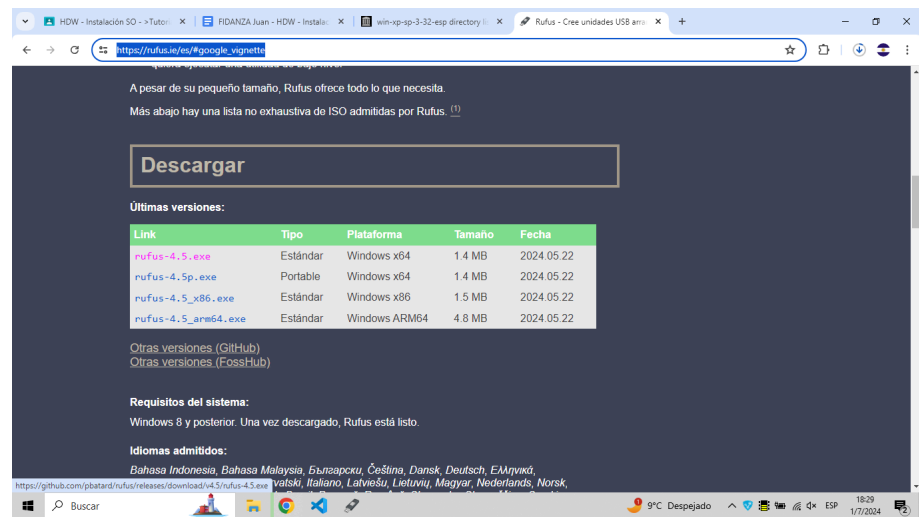 HDW - Instalación SO - >Tutori
FIDANZA Juan - HDW - Instalac
win-xp-sp-3-32-esp directory li
Rufus - Cree unidades USB arra
https://rufus.ie/es/#google_vignette
A pesar de su pequeño tamaño, Rufus ofrece todo lo que necesita.
Más abajo hay una lista no exhaustiva de ISO admitidas por Rufus. (1)
Descargar
Últimas versiones:
Link Tipo Plataforma Tamaño Fecha
rufus-4.5.exe Estándar Windows x64 1.4 MB 2024.05.22
rufus-4.5p.exe Portable Windows x64 1.4 MB 2024.05.22
rufus-4.5_x86.exe Estándar Windows x86 1.5 MB 2024.05.22
rufus-4.5_arm64.exe Estándar Windows ARM64 4.8 MB 2024.05.22
Otras versiones (GitHub)
Otras versiones (FossHub)
Requisitos del sistema:
Windows 8 y posterior. Una vez descargado, Rufus está listo.
Idiomas admitidos:
Bahasa Indonesia, Bahasa Malaysia, Български, Čeština, Dansk, Deutsch, Ελληνικά,
https://github.com/pbatard/rufus/releases/download/v4.5/rufus-4.5.exe
vatski, Italiano, Latviešu, Lietuvių, Magyar, Nederlands, Norsk,
Buscar
9°C Despejado
ESP
18:29
1/7/2024
2